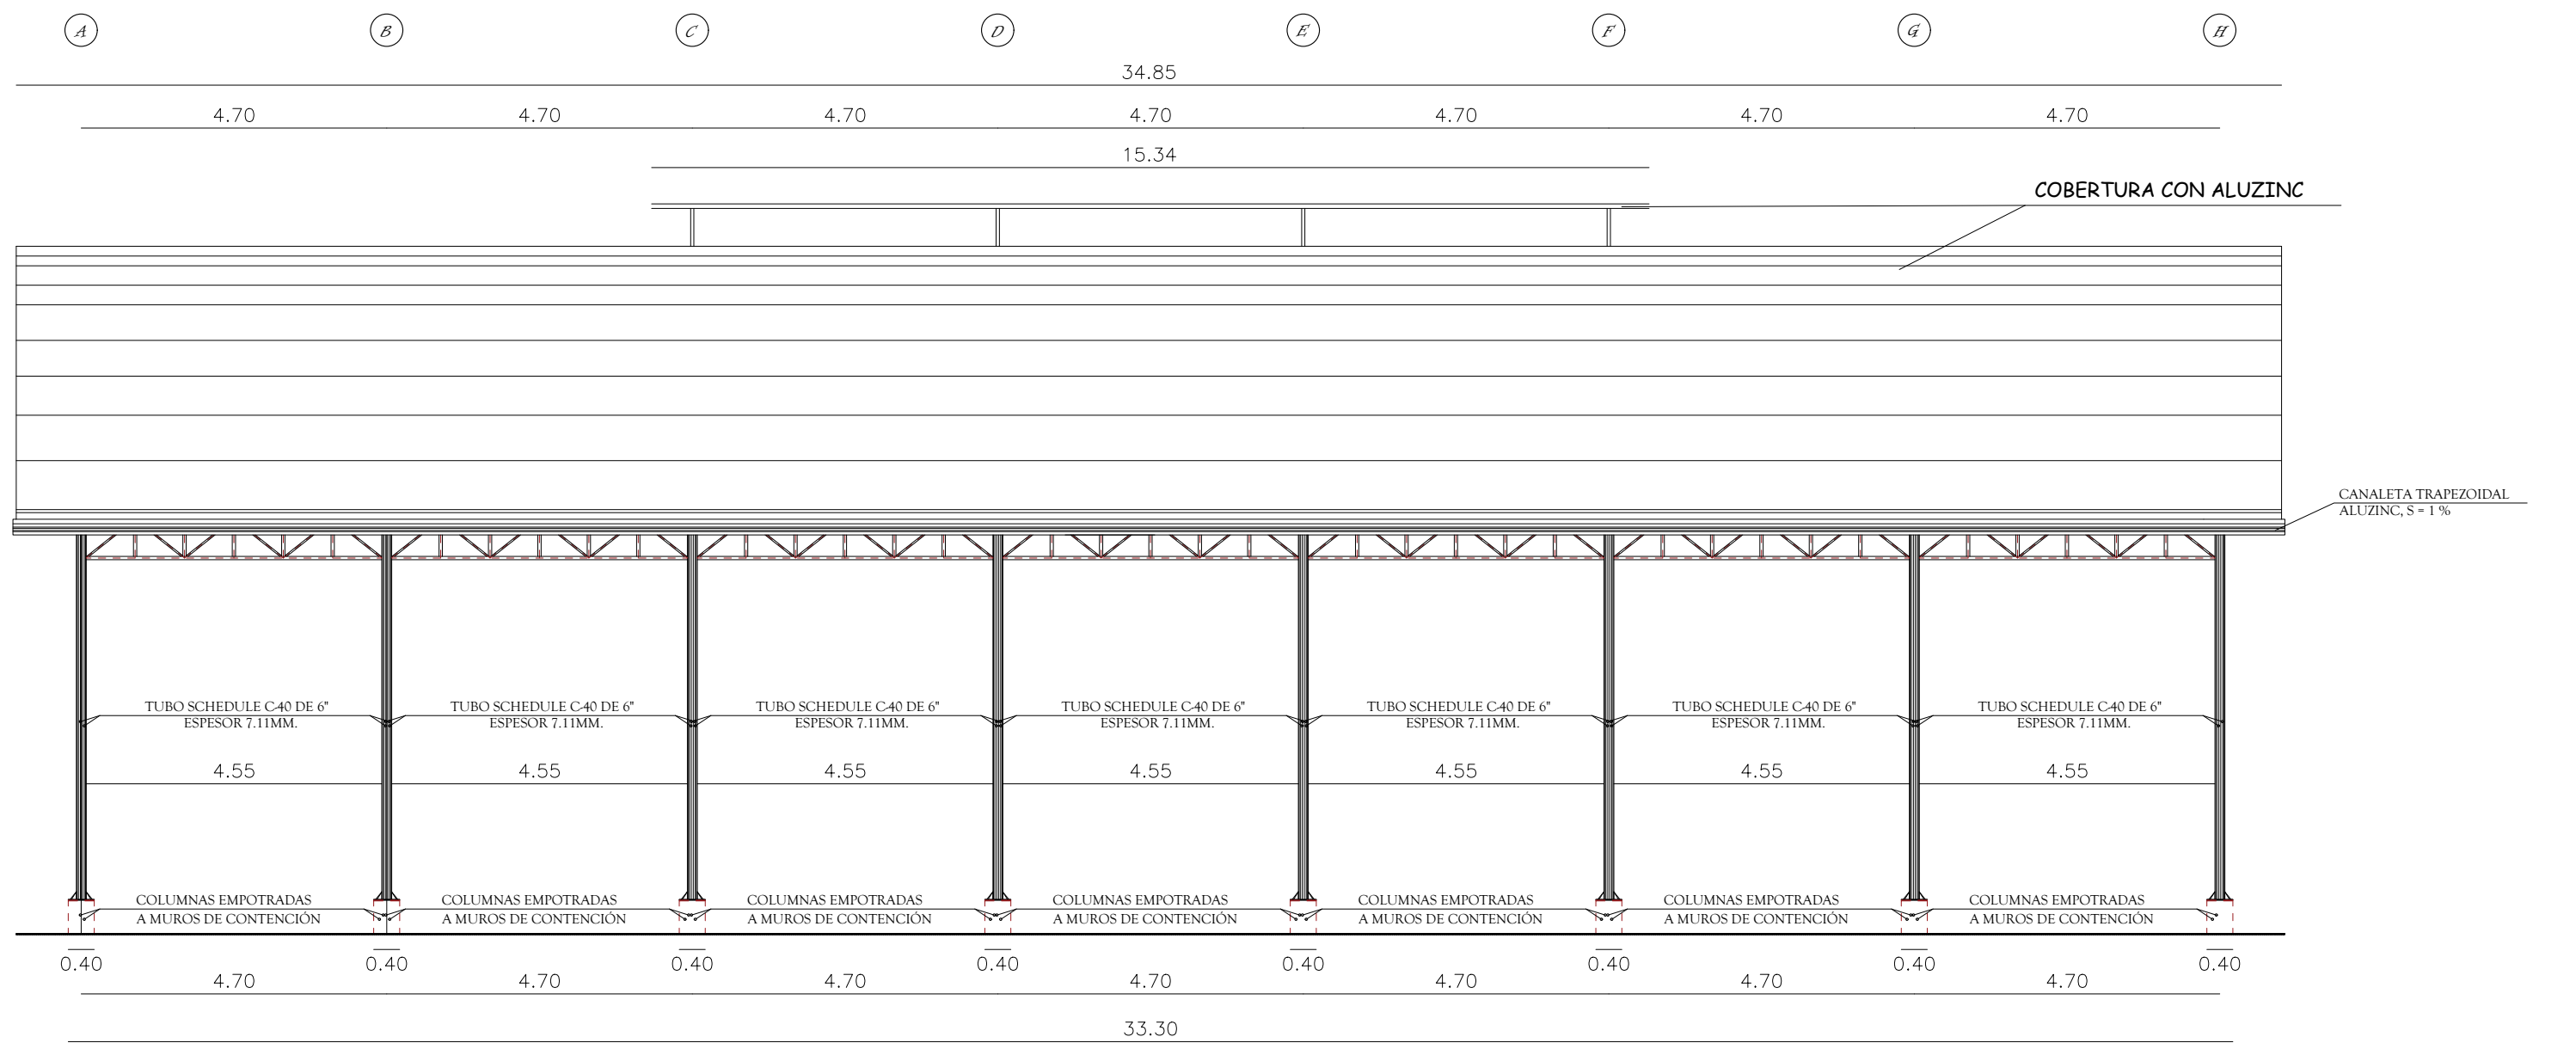 A B C D E F G H
34.85
4.70 4.70 4.70 4.70 4.70 4.70 4.70
15.34
COBERTURA CON ALUZINC
CANALETA TRAPEZOIDAL
ALUZINC, S = 1 %
TUBO SCHEDULE C-40 DE 6" TUBO SCHEDULE C-40 DE 6" TUBO SCHEDULE C-40 DE 6" TUBO SCHEDULE C-40 DE 6" TUBO SCHEDULE C-40 DE 6" TUBO SCHEDULE C-40 DE 6" TUBO SCHEDULE C-40 DE 6"
ESPESOR 7.11MM. ESPESOR 7.11MM. ESPESOR 7.11MM. ESPESOR 7.11MM. ESPESOR 7.11MM. ESPESOR 7.11MM. ESPESOR 7.11MM.
4.55 4.55 4.55 4.55 4.55 4.55 4.55
COLUMNAS EMPOTRADAS COLUMNAS EMPOTRADAS COLUMNAS EMPOTRADAS COLUMNAS EMPOTRADAS COLUMNAS EMPOTRADAS COLUMNAS EMPOTRADAS COLUMNAS EMPOTRADAS
A MUROS DE CONTENCIÓN A MUROS DE CONTENCIÓN A MUROS DE CONTENCIÓN A MUROS DE CONTENCIÓN A MUROS DE CONTENCIÓN A MUROS DE CONTENCIÓN A MUROS DE CONTENCIÓN
0.40 0.40 0.40 0.40 0.40 0.40 0.40 0.40
4.70 4.70 4.70 4.70 4.70 4.70 4.70
33.30